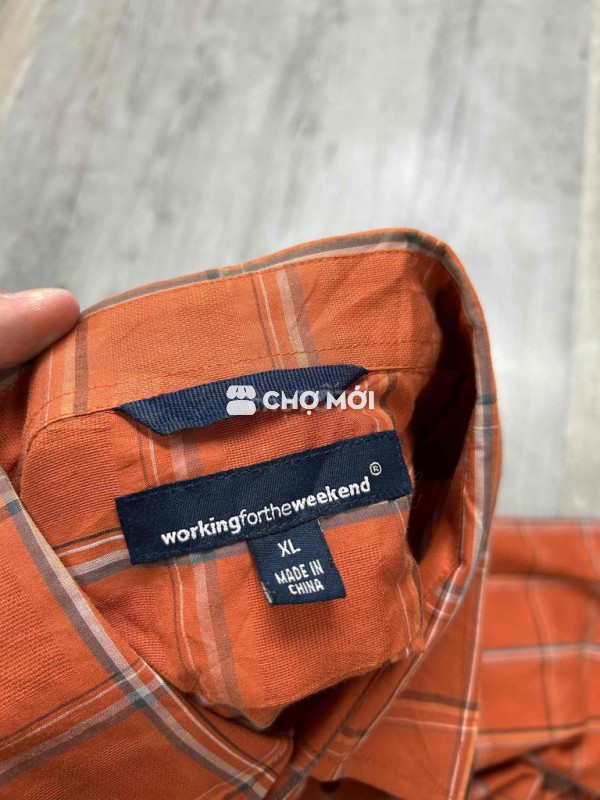 CHỢ MỚI
workingfortheweekend®
XL
MADE IN
CHINA